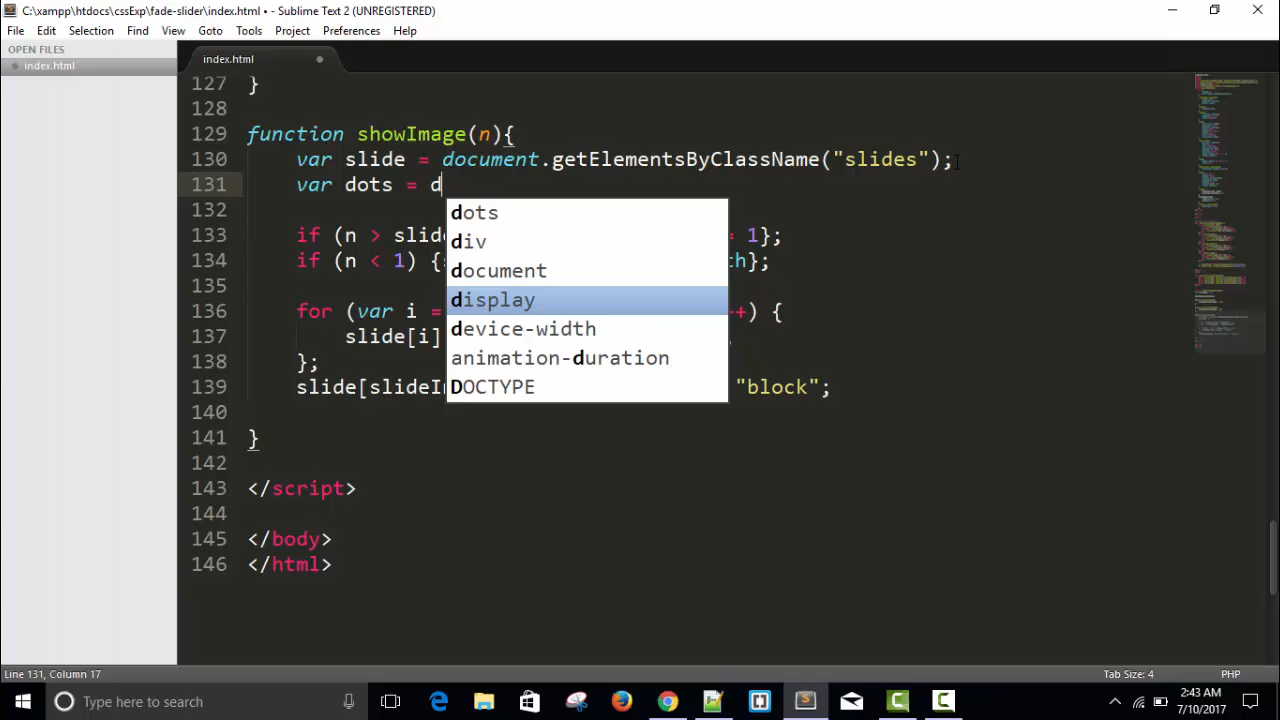 C:\xampp\htdocs\cssExp\fade-slider\index.html • - Sublime Text 2 (UNREGISTERED)
File Edit Selection Find View Goto Tools Project Preferences Help
OPEN FILES
index.html
index.html
127 }
128
129 function showImage(n){
130 var slide = document.getElementsByClassName("slides");
131 var dots = d
dots
132
133 if (n > slide = 1};
div
134 if (n < 1) {s th};
document
135
display
136 for (var i = ++) {
device-width
137 slide[i]
animation-duration
138 };
139 slide[slideIn "block";
DOCTYPE
140
141 }
142
143 </script>
144
145 </body>
146 </html>
Line 131, Column 17 Tab Size: 4 PHP
Type here to search
2:43 AM
7/10/2017